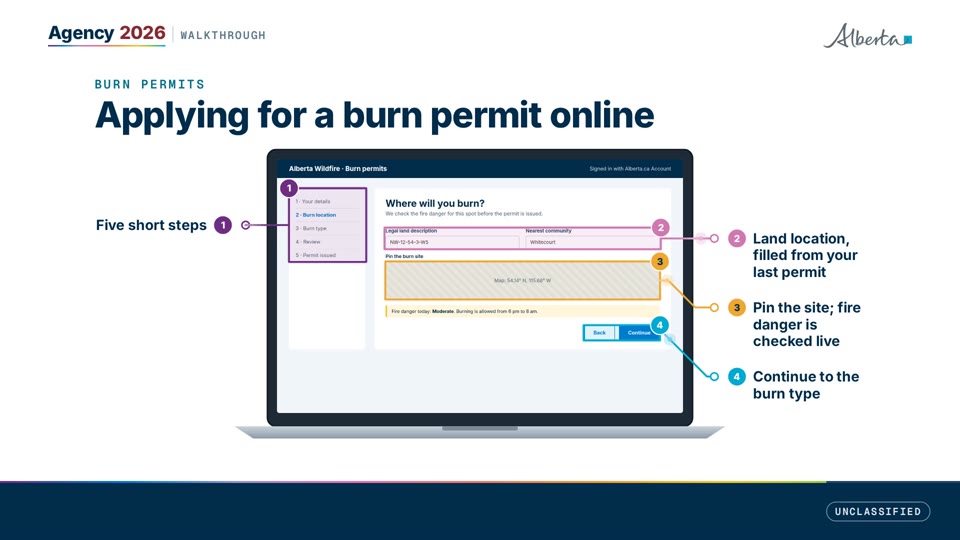 Agency 2026
WALKTHROUGH
Alberta
BURN PERMITS
Applying for a burn permit online
Alberta Wildfire · Burn permits
Signed in with Alberta.ca Account
1
1 · Your details
2 · Burn location
3 · Burn type
4 · Review
5 · Permit issued
Where will you burn?
We check the fire danger for this spot before the permit is issued.
2
Legal land description
Nearest community
NW-12-54-3-W5
Whitecourt
Pin the burn site
3
Map: 54.14° N, 115.68° W
Fire danger today: Moderate. Burning is allowed from 6 pm to 8 am.
4
Back
Continue
Five short steps 1
2 Land location,
filled from your
last permit
3 Pin the site; fire
danger is
checked live
4 Continue to the
burn type
UNCLASSIFIED